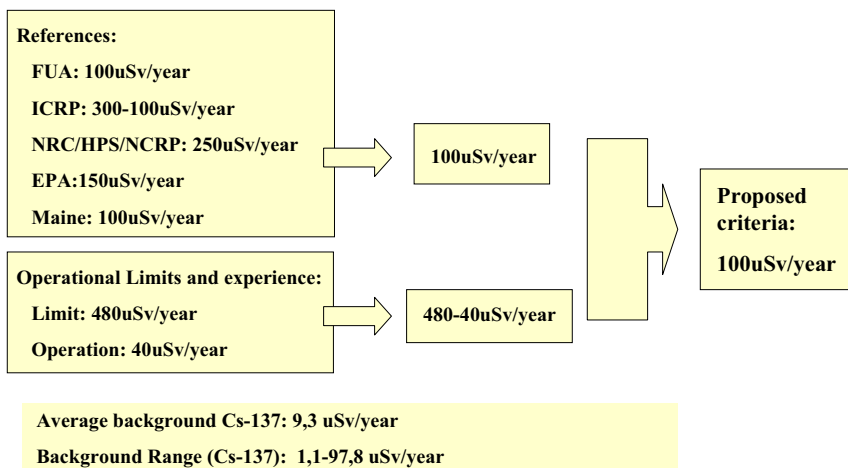 References:
FUA: 100uSv/year
ICRP: 300-100uSv/year
NRC/HPS/NCRP: 250uSv/year
EPA:150uSv/year
Maine: 100uSv/year
100uSv/year
Operational Limits and experience:
Limit: 480uSv/year
Operation: 40uSv/year
480-40uSv/year
Proposed
criteria:
100uSv/year
Average background Cs-137: 9,3 uSv/year
Background Range (Cs-137): 1,1-97,8 uSv/year